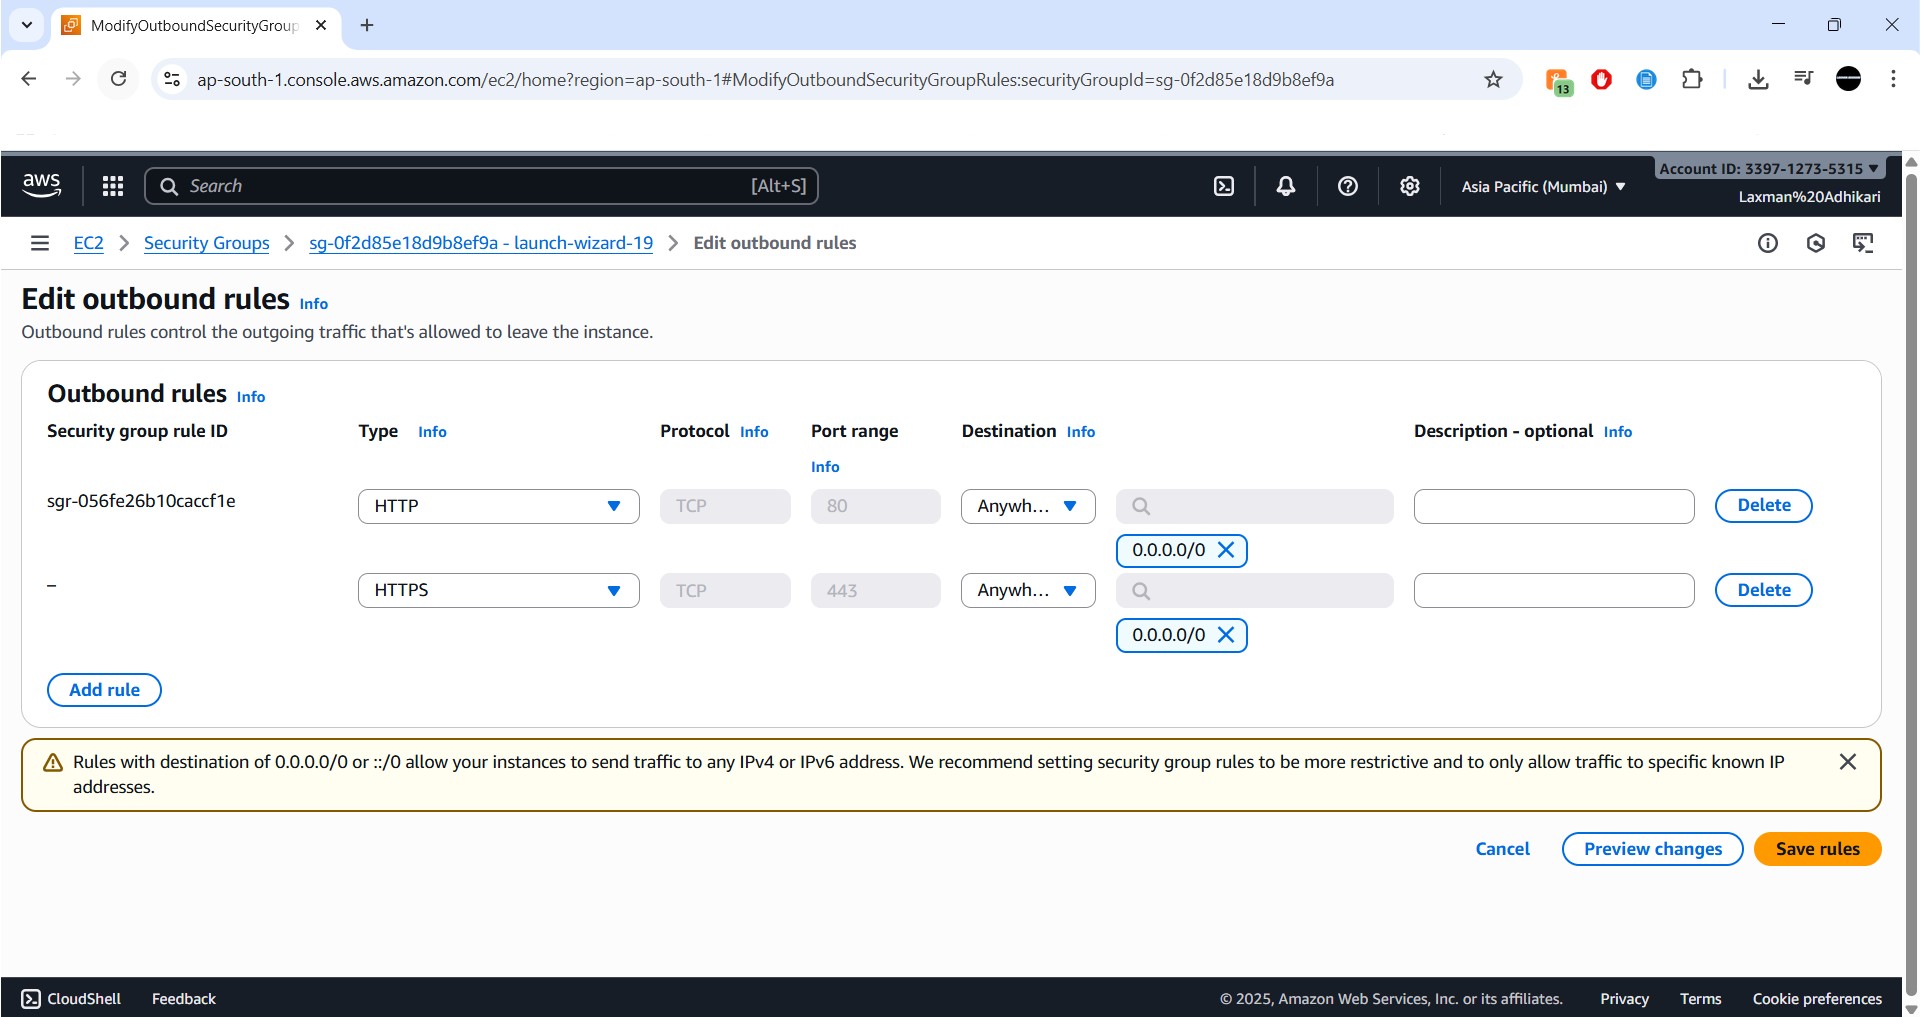 ModifyOutboundSecurityGroup
ap-south-1.console.aws.amazon.com/ec2/home?region=ap-south-1#ModifyOutboundSecurityGroupRules:securityGroupId=sg-0f2d85e18d9b8ef9a
13
aws
Search [Alt+S]
Asia Pacific (Mumbai)
Account ID: 3397-1273-5315
Laxman%20Adhikari
EC2 > Security Groups > sg-0f2d85e18d9b8ef9a - launch-wizard-19 > Edit outbound rules
Edit outbound rules Info
Outbound rules control the outgoing traffic that's allowed to leave the instance.
Outbound rules Info
Security group rule ID Type Info Protocol Info Port range Info Destination Info Description - optional Info
sgr-056fe26b10caccf1e HTTP TCP 80 Anywh... Delete
0.0.0.0/0
– HTTPS TCP 443 Anywh... Delete
0.0.0.0/0
Add rule
Rules with destination of 0.0.0.0/0 or ::/0 allow your instances to send traffic to any IPv4 or IPv6 address. We recommend setting security group rules to be more restrictive and to only allow traffic to specific known IP
addresses.
Cancel Preview changes Save rules
CloudShell Feedback © 2025, Amazon Web Services, Inc. or its affiliates. Privacy Terms Cookie preferences